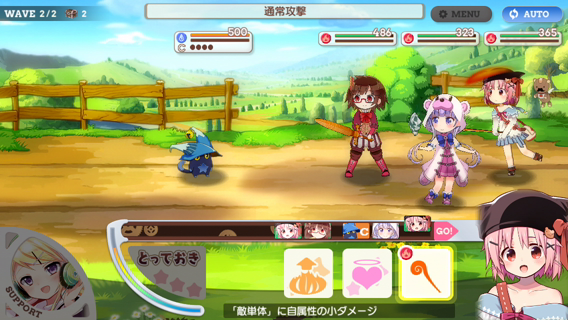 WAVE 2/2 2
通常攻撃
MENU
AUTO
500
C
486
323
365
C
GO!
とっておき
SUPPORT
「敵単体」に自属性の小ダメージ